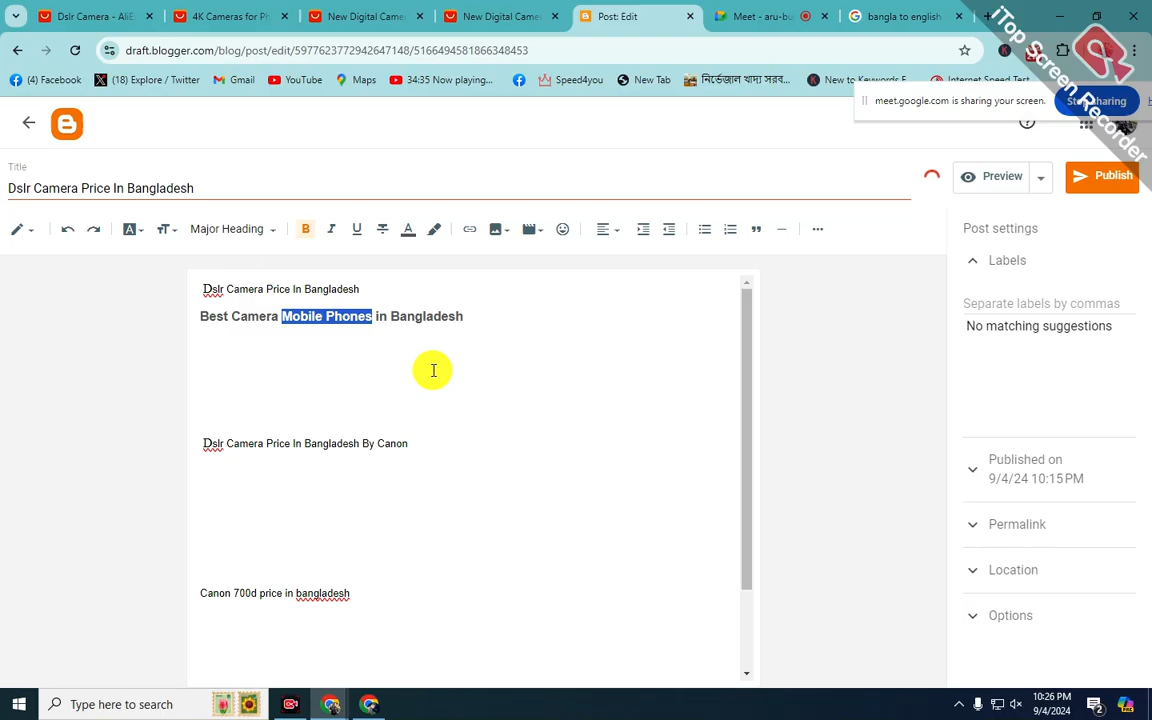 Dslr Camera - AliE
4K Cameras for Ph
New Digital Came
New Digital Came
Post: Edit
Meet - aru-bu
bangla to english
draft.blogger.com/blog/post/edit/5977623772942647148/5166494581866348453
(4) Facebook
(18) Explore / Twitter
Gmail
YouTube
Maps
34:35 Now playing...
Speed4you
New Tab
নির্ভেজাল খাদ্য সরব...
New to Keywords E
Internet Speed Test
iTop Screen Recorder
meet.google.com is sharing your screen.
Stop sharing
Title
Dslr Camera Price In Bangladesh
Preview
Publish
Major Heading
B
Post settings
Labels
Separate labels by commas
No matching suggestions
Published on
9/4/24 10:15 PM
Permalink
Location
Options
Dslr Camera Price In Bangladesh
Best Camera Mobile Phones in Bangladesh
Dslr Camera Price In Bangladesh By Canon
Canon 700d price in bangladesh
Type here to search
10:26 PM
9/4/2024
2